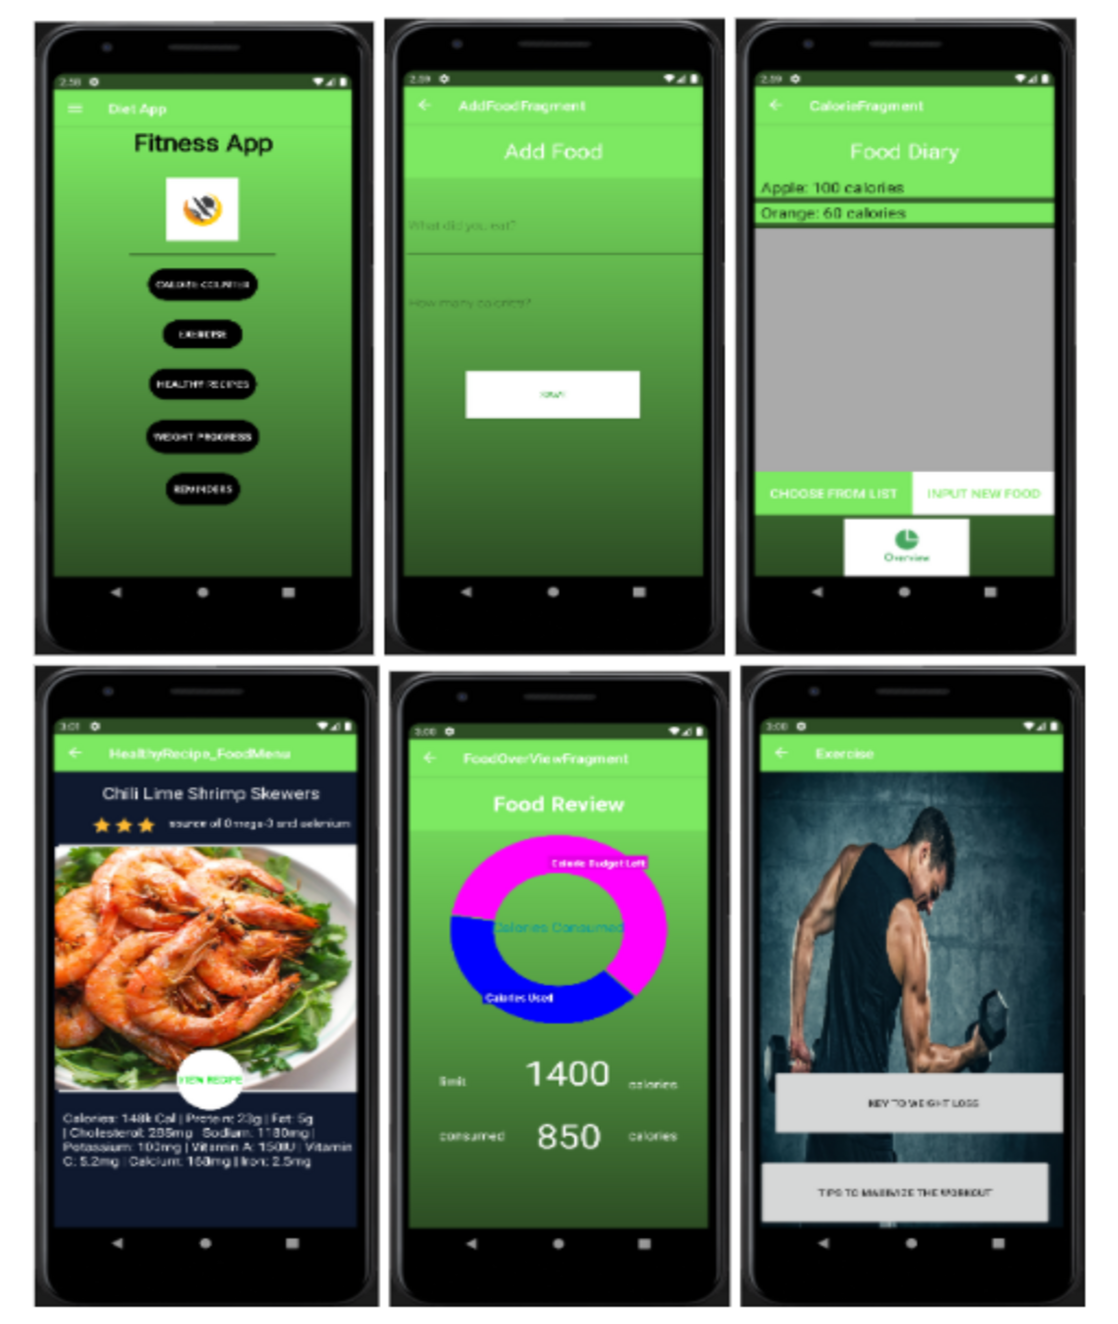 2:58
Diet App
Fitness App
CALORIE COUNTER
EXERCISE
HEALTHY RECIPES
WEIGHT PROGRESS
REMINDERS
2:59
AddFoodFragment
Add Food
What did you eat?
How many calories?
SAVE
2:59
CalorieFragment
Food Diary
Apple: 100 calories
Orange: 60 calories
CHOOSE FROM LIST
INPUT NEW FOOD
Overview
3:01
HealthyRecipe_FoodMenu
Chili Lime Shrimp Skewers
source of Omega-3 and selenium
VIEW RECIPE
Calories: 148k Cal | Protein: 23g | Fat: 5g
| Cholesterol: mg Sodium: 1180mg |
Potassium: mg | Vitamin A: 150IU | Vitamin
C: 5.2mg | Calcium: 168mg | Iron: 2.5mg
3:00
FoodOverViewFragment
Food Review
Calorie Budget Left
Calories Consumed
Calories Used
limit 1400 calories
consumed 850 calories
3:00
Exercise
KEY TO WEIGHT LOSS
TIPS TO MAXIMIZE THE WORKOUT